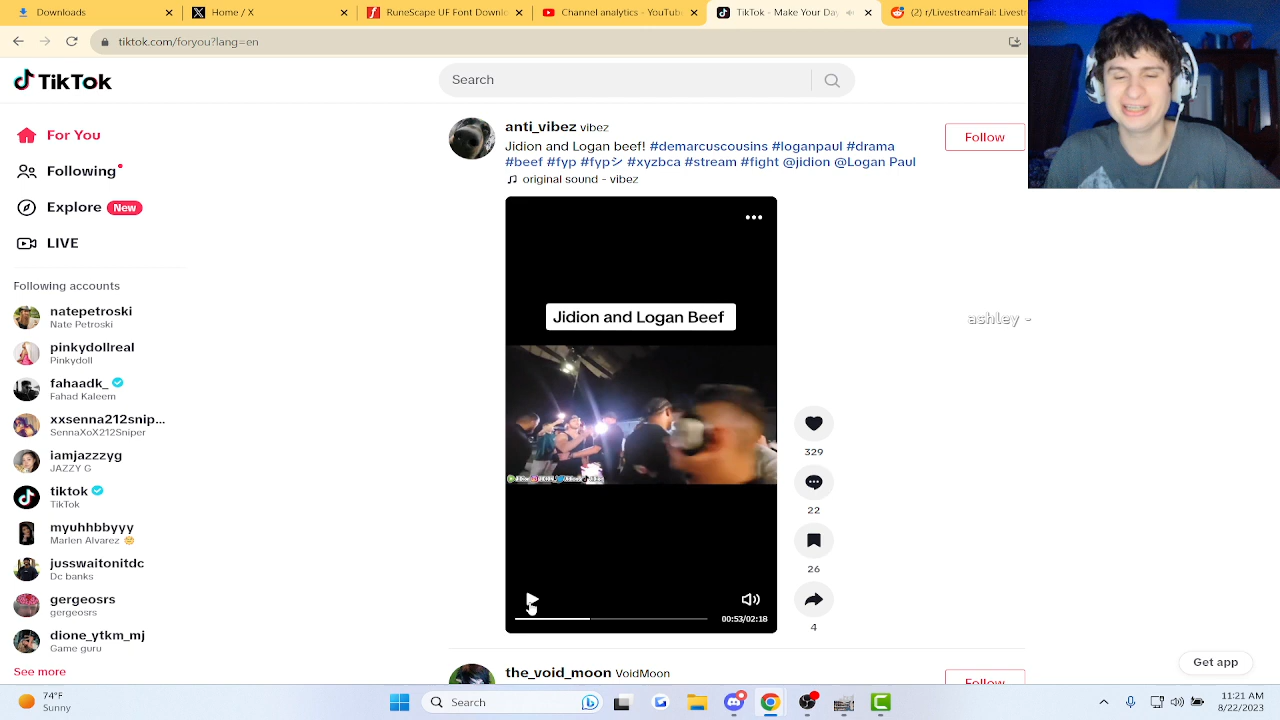 Downloads
Home / X
RuneScape UF Font Downlo
Channel analytics - YouTub
TikTok - Make Your Day
(2) r/LivestreamFail: Livestr
tiktok.com/foryou?lang=en
TikTok
Search
For You
Following
Explore New
LIVE
Following accounts
natepetroski
Nate Petroski
pinkydollreal
Pinkydoll
fahaadk_
Fahad Kaleem
xxsenna212snip...
SennaXoX212Sniper
iamjazzzyg
JAZZY G
tiktok
TikTok
myuhhbbyyy
Marlen Alvarez
jusswaitonitdc
Dc banks
gergeosrs
gergeosrs
dione_ytkm_mj
Game guru
See more
anti_vibez vibez
Follow
Jidion and Logan beef! #demarcuscousins #loganpaul #drama
#beef #fyp #fypシ #xyzbca #stream #fight @jidion @Logan Paul
original sound - vibez
Jidion and Logan Beef
329
22
26
4
00:53/02:18
the_void_moon VoidMoon
Follow
ashley -
Get app
74°F
Sunny
Search
11:21 AM
8/22/2023